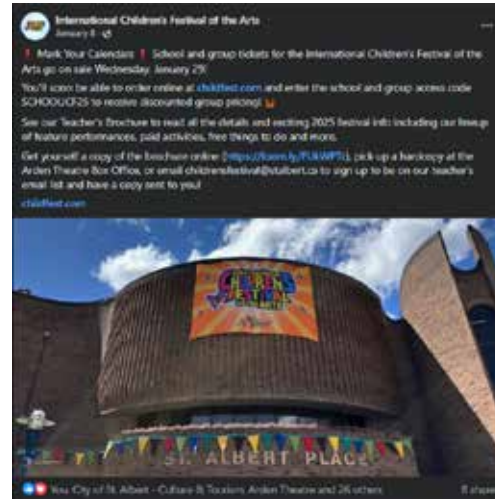 International Children's Festival of the Arts
January 8
Mark Your Calendars School and group tickets for the International Children's Festival of the
Arts go on sale Wednesday, January 29!
You'll soon be able to order online at childfest.com and enter the school and group access code
to receive discounted group pricing!
See our Teacher's Brochure to read all the details and exciting 2025 festival info including our lineup
of feature performances, paid activities, free things to do and more.
Get yourself a copy of the brochure online pick up a hardcopy at the
Arden Theatre Box Office, or email childrensfestival@stalbert.ca to sign up to be on our teacher's
email list and have a copy sent to you!
childfest.com
CHILDREN'S
FESTIVAL
OF THE ARTS
ST. ALBERT PLACE
You, City of St. Albert - Culture & Tourism, Arden Theatre and 26 others
8 shares